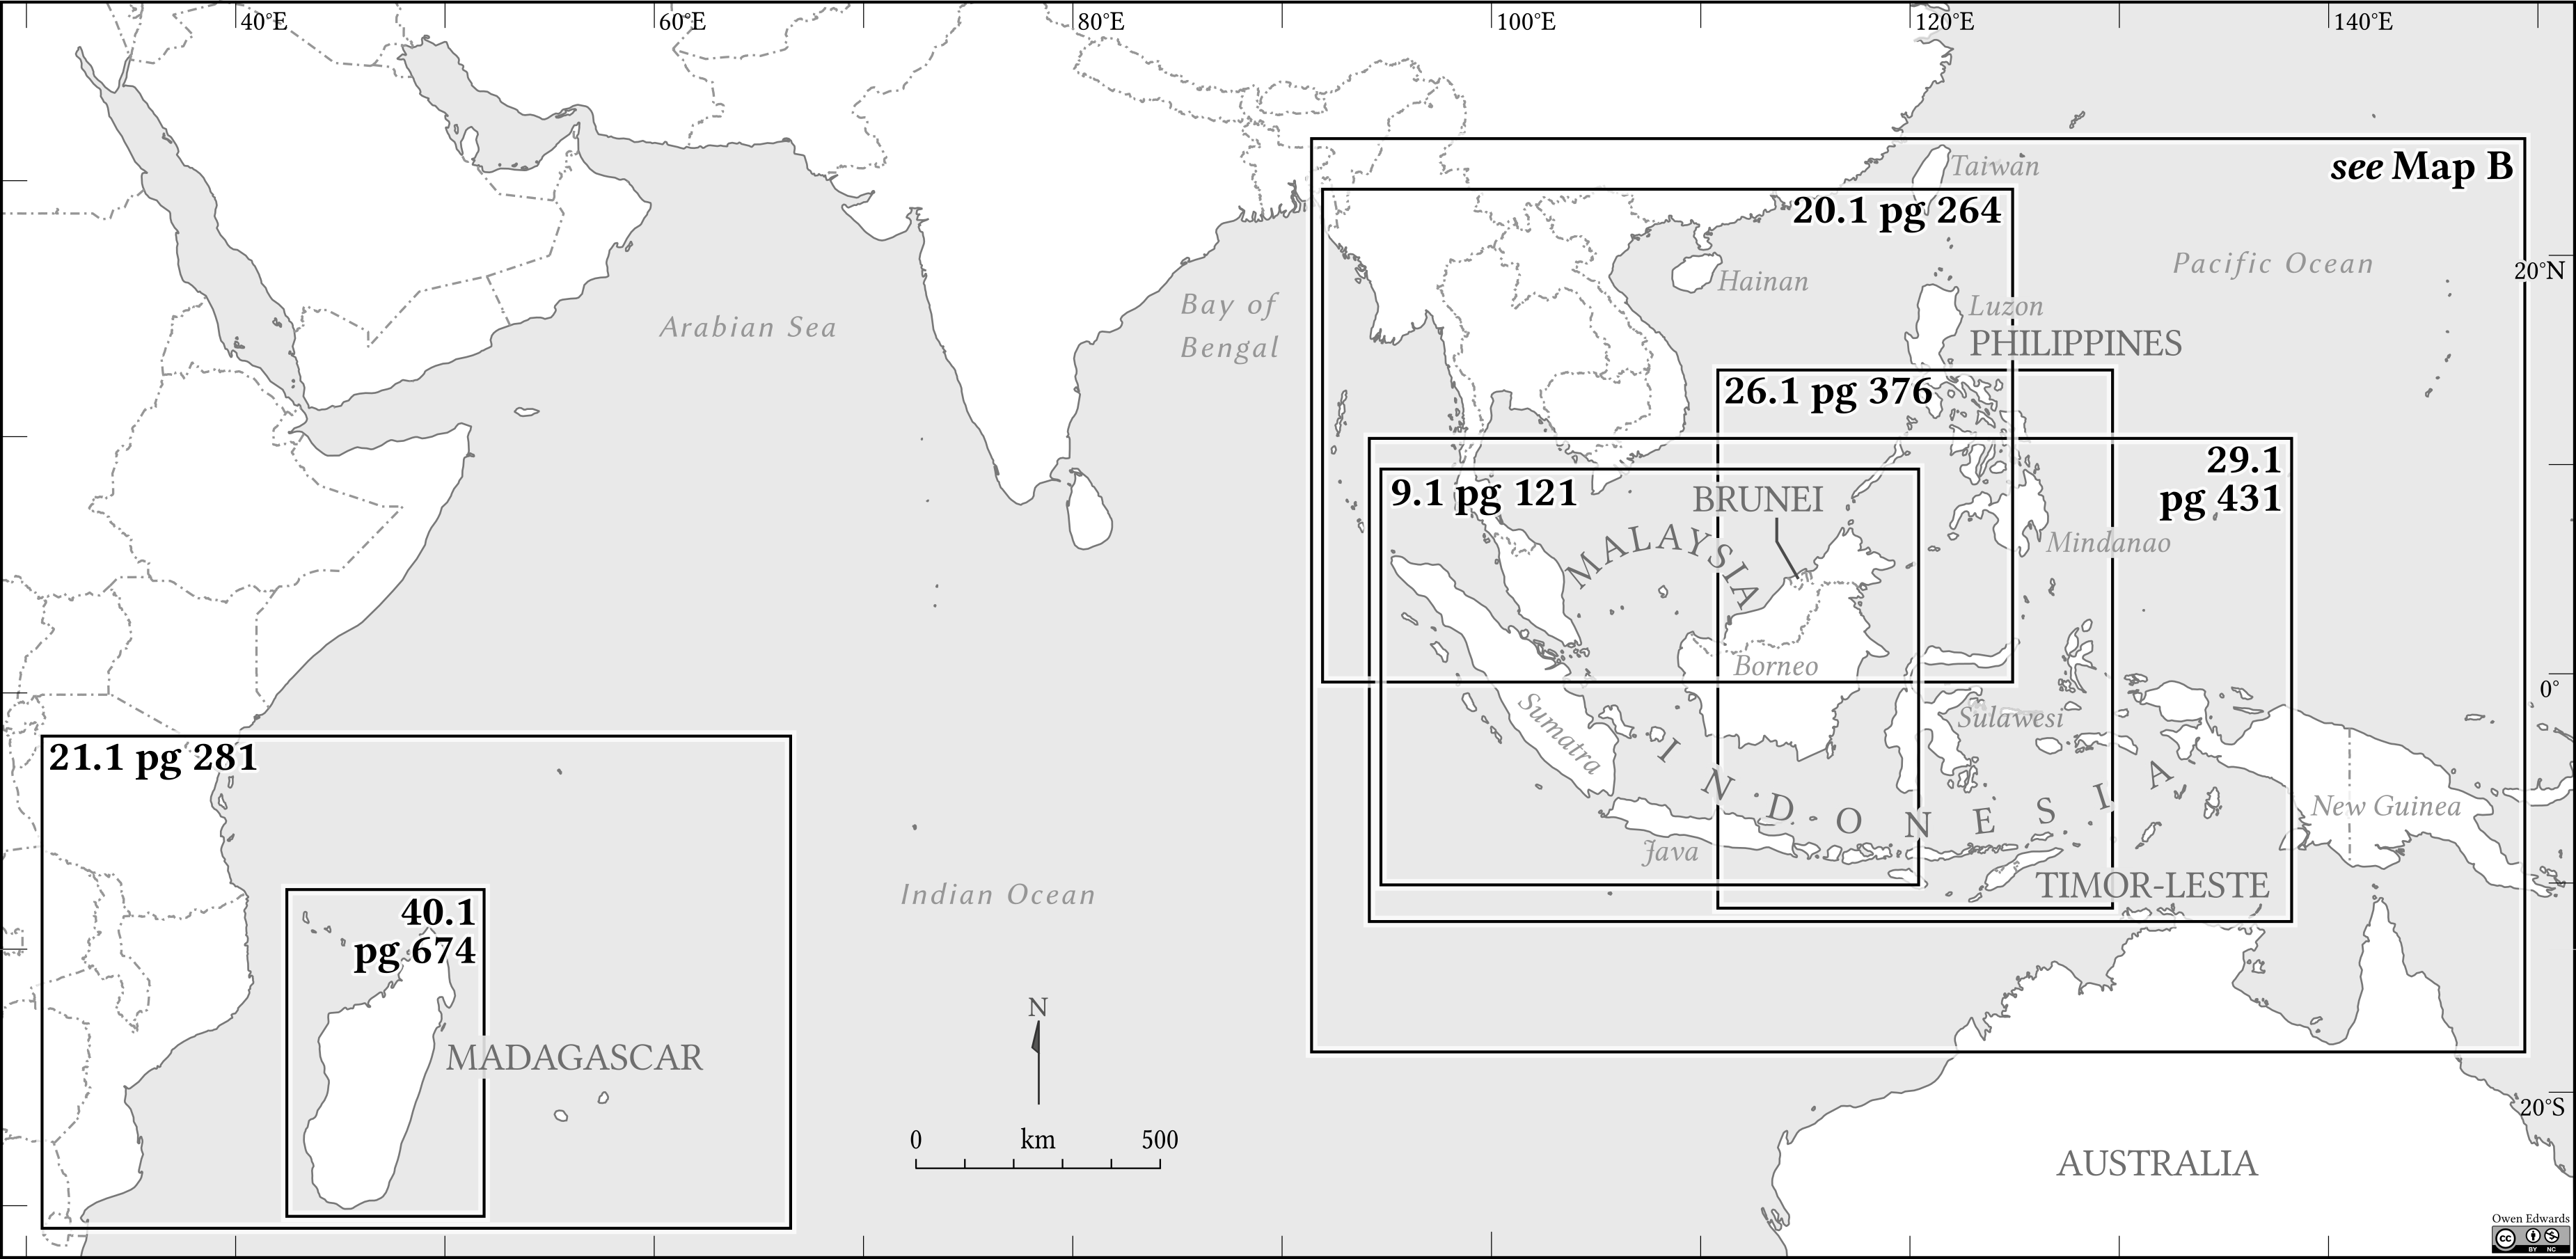 40°E
60°E
80°E
100°E
120°E
140°E
see Map B
Taiwan
20.1 pg 264
Pacific Ocean
20°N
Hainan
Bay of
Bengal
Arabian Sea
Luzon
PHILIPPINES
26.1 pg 376
29.1
pg 431
9.1 pg 121
BRUNEI
MALAYSIA
Mindanao
Borneo
0°
Sulawesi
Sumatra
INDONESIA
21.1 pg 281
New Guinea
Java
TIMOR-LESTE
Indian Ocean
40.1
pg 674
N
MADAGASCAR
20°S
0 km 500
AUSTRALIA
Owen Edwards
cc
BY NC